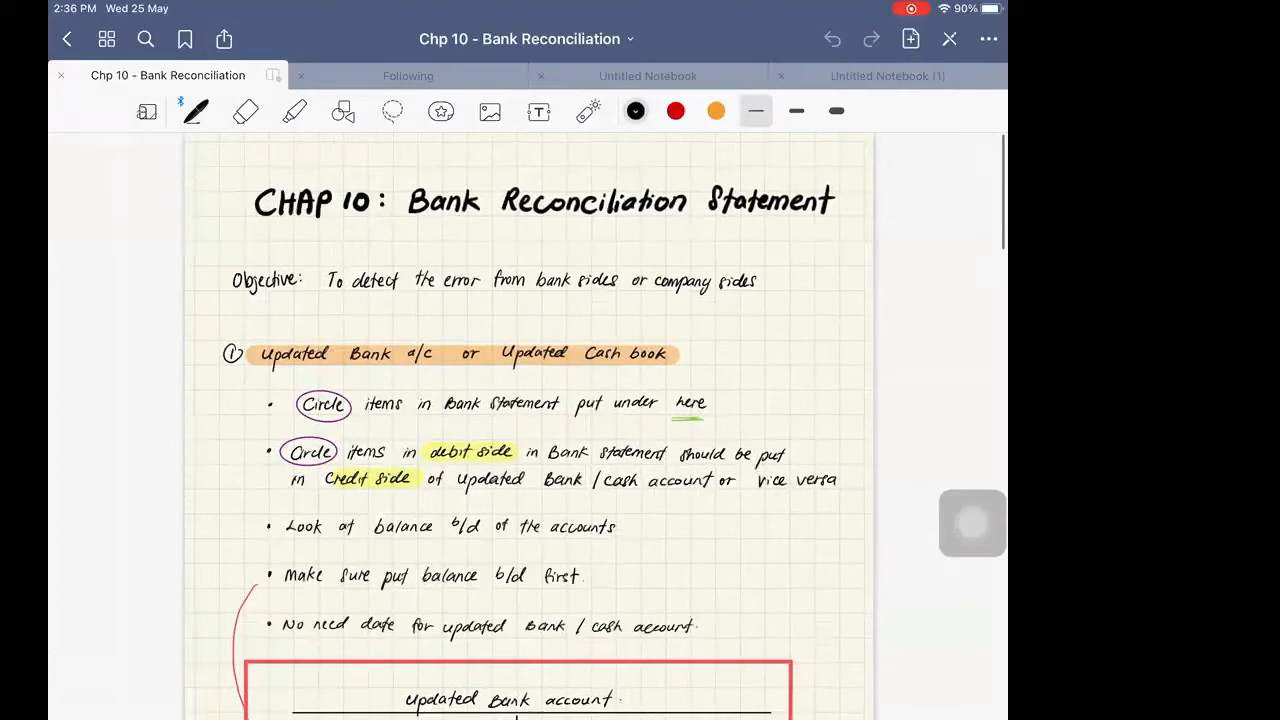 2:36 PM Wed 25 May
90%
Chp 10 - Bank Reconciliation
Chp 10 - Bank Reconciliation
Following
Untitled Notebook
Untitled Notebook (1)
CHAP 10: Bank Reconciliation Statement
Objective: To detect the error from bank sides or company sides
① Updated Bank a/c or Updated Cash book
• Circle items in Bank Statement put under here
• Circle items in debit side in Bank statement should be put
in Credit side of updated Bank / cash account or vice versa
• Look at balance b/d of the accounts
• Make sure put balance b/d first.
• No need date for updated Bank / cash account.
Updated Bank account.